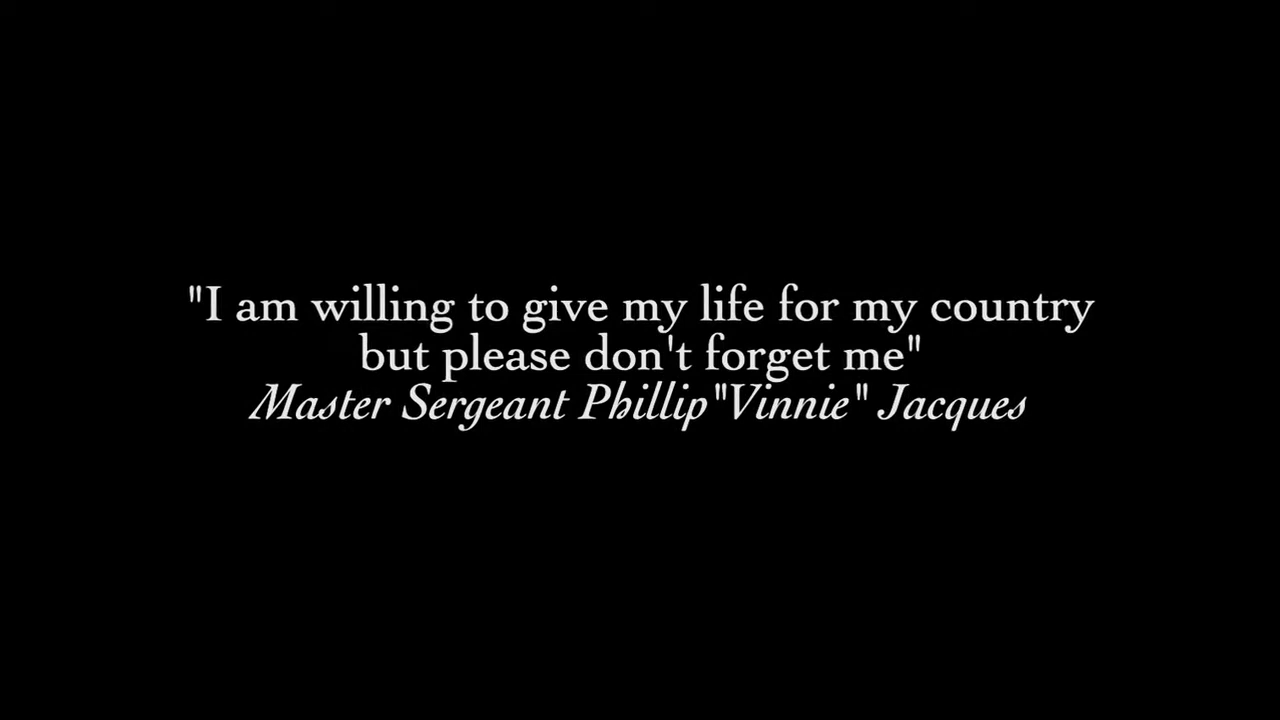 "I am willing to give my life for my country
but please don't forget me"
Master Sergeant Phillip "Vinnie" Jacques